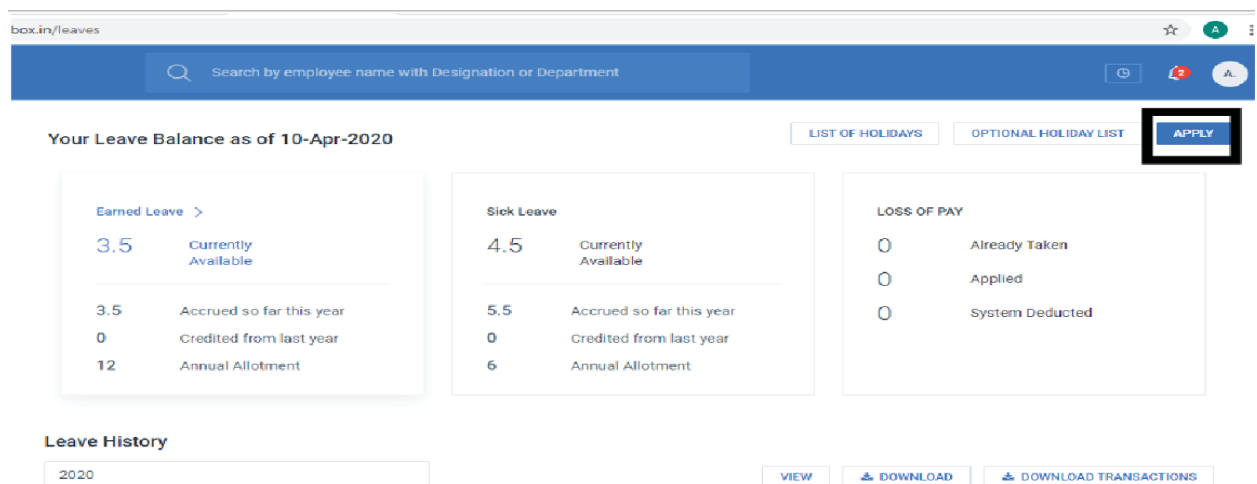 box.in/leaves
A
Search by employee name with Designation or Department
2
A.
Your Leave Balance as of 10-Apr-2020
LIST OF HOLIDAYS
OPTIONAL HOLIDAY LIST
APPLY
Earned Leave >
3.5 Currently
Available
3.5 Accrued so far this year
0 Credited from last year
12 Annual Allotment
Sick Leave
4.5 Currently
Available
5.5 Accrued so far this year
0 Credited from last year
6 Annual Allotment
LOSS OF PAY
0 Already Taken
0 Applied
0 System Deducted
Leave History
2020
VIEW
DOWNLOAD
DOWNLOAD TRANSACTIONS